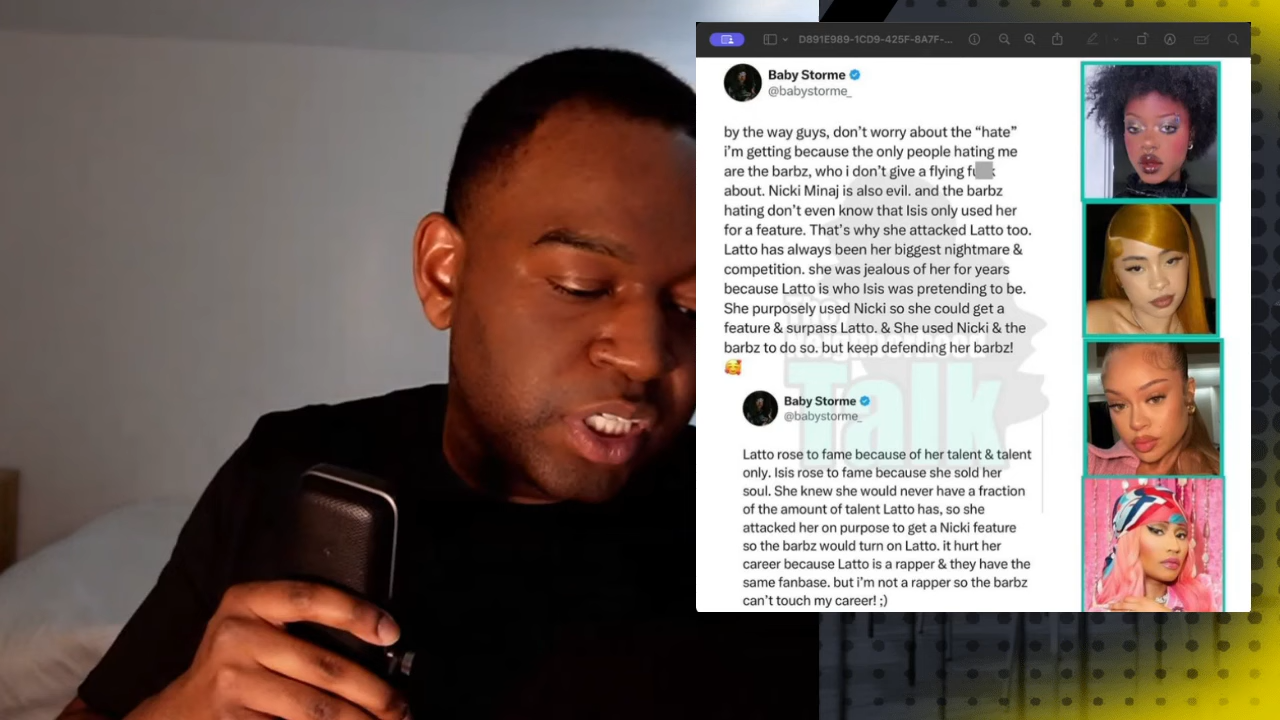 D891E989-1CD9-425F-8A7F-...
Baby Storme
@babystorme_
by the way guys, don't worry about the "hate"
i'm getting because the only people hating me
are the barbz, who i don't give a flying fu k
about. Nicki Minaj is also evil. and the barbz
hating don't even know that Isis only used her
for a feature. That's why she attacked Latto too.
Latto has always been her biggest nightmare &
competition. she was jealous of her for years
because Latto is who Isis was pretending to be.
She purposely used Nicki so she could get a
feature & surpass Latto. & She used Nicki & the
barbz to do so. but keep defending her barbz!
🥰
The
Neighborhood
Talk
Baby Storme
@babystorme_
Latto rose to fame because of her talent & talent
only. Isis rose to fame because she sold her
soul. She knew she would never have a fraction
of the amount of talent Latto has, so she
attacked her on purpose to get a Nicki feature
so the barbz would turn on Latto. it hurt her
career because Latto is a rapper & they have the
same fanbase. but i'm not a rapper so the barbz
can't touch my career! ;)